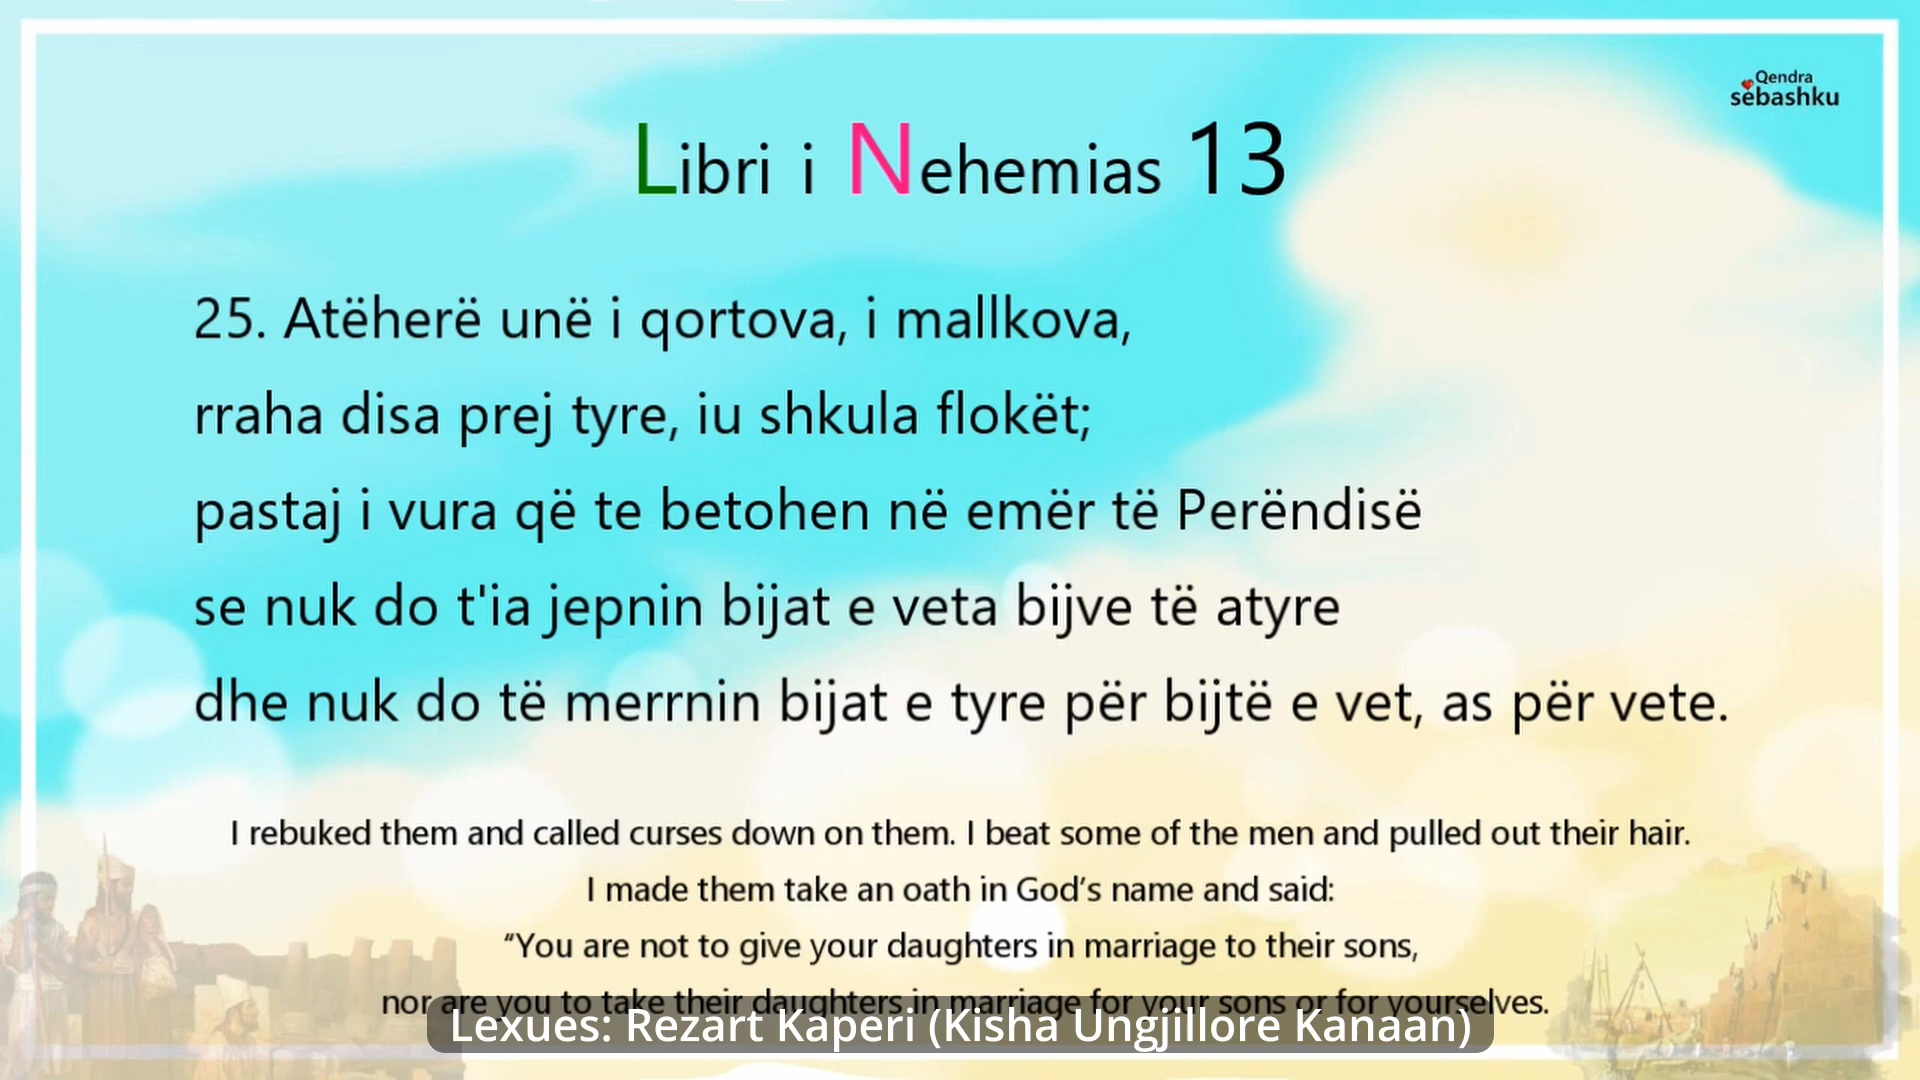 Qendra
sëbashku
Libri i Nehemias 13
25. Atëherë unë i qortova, i mallkova,
rraha disa prej tyre, iu shkula flokët;
pastaj i vura që te betohen në emër të Perëndisë
se nuk do t'ia jepnin bijat e veta bijve të atyre
dhe nuk do të merrnin bijat e tyre për bijtë e vet, as për vete.
I rebuked them and called curses down on them. I beat some of the men and pulled out their hair.
I made them take an oath in God’s name and said:
“You are not to give your daughters in marriage to their sons,
nor are you to take their daughters in marriage for your sons or for yourselves.
Lexues: Rezart Kaperi (Kisha Ungjillore Kanaan)